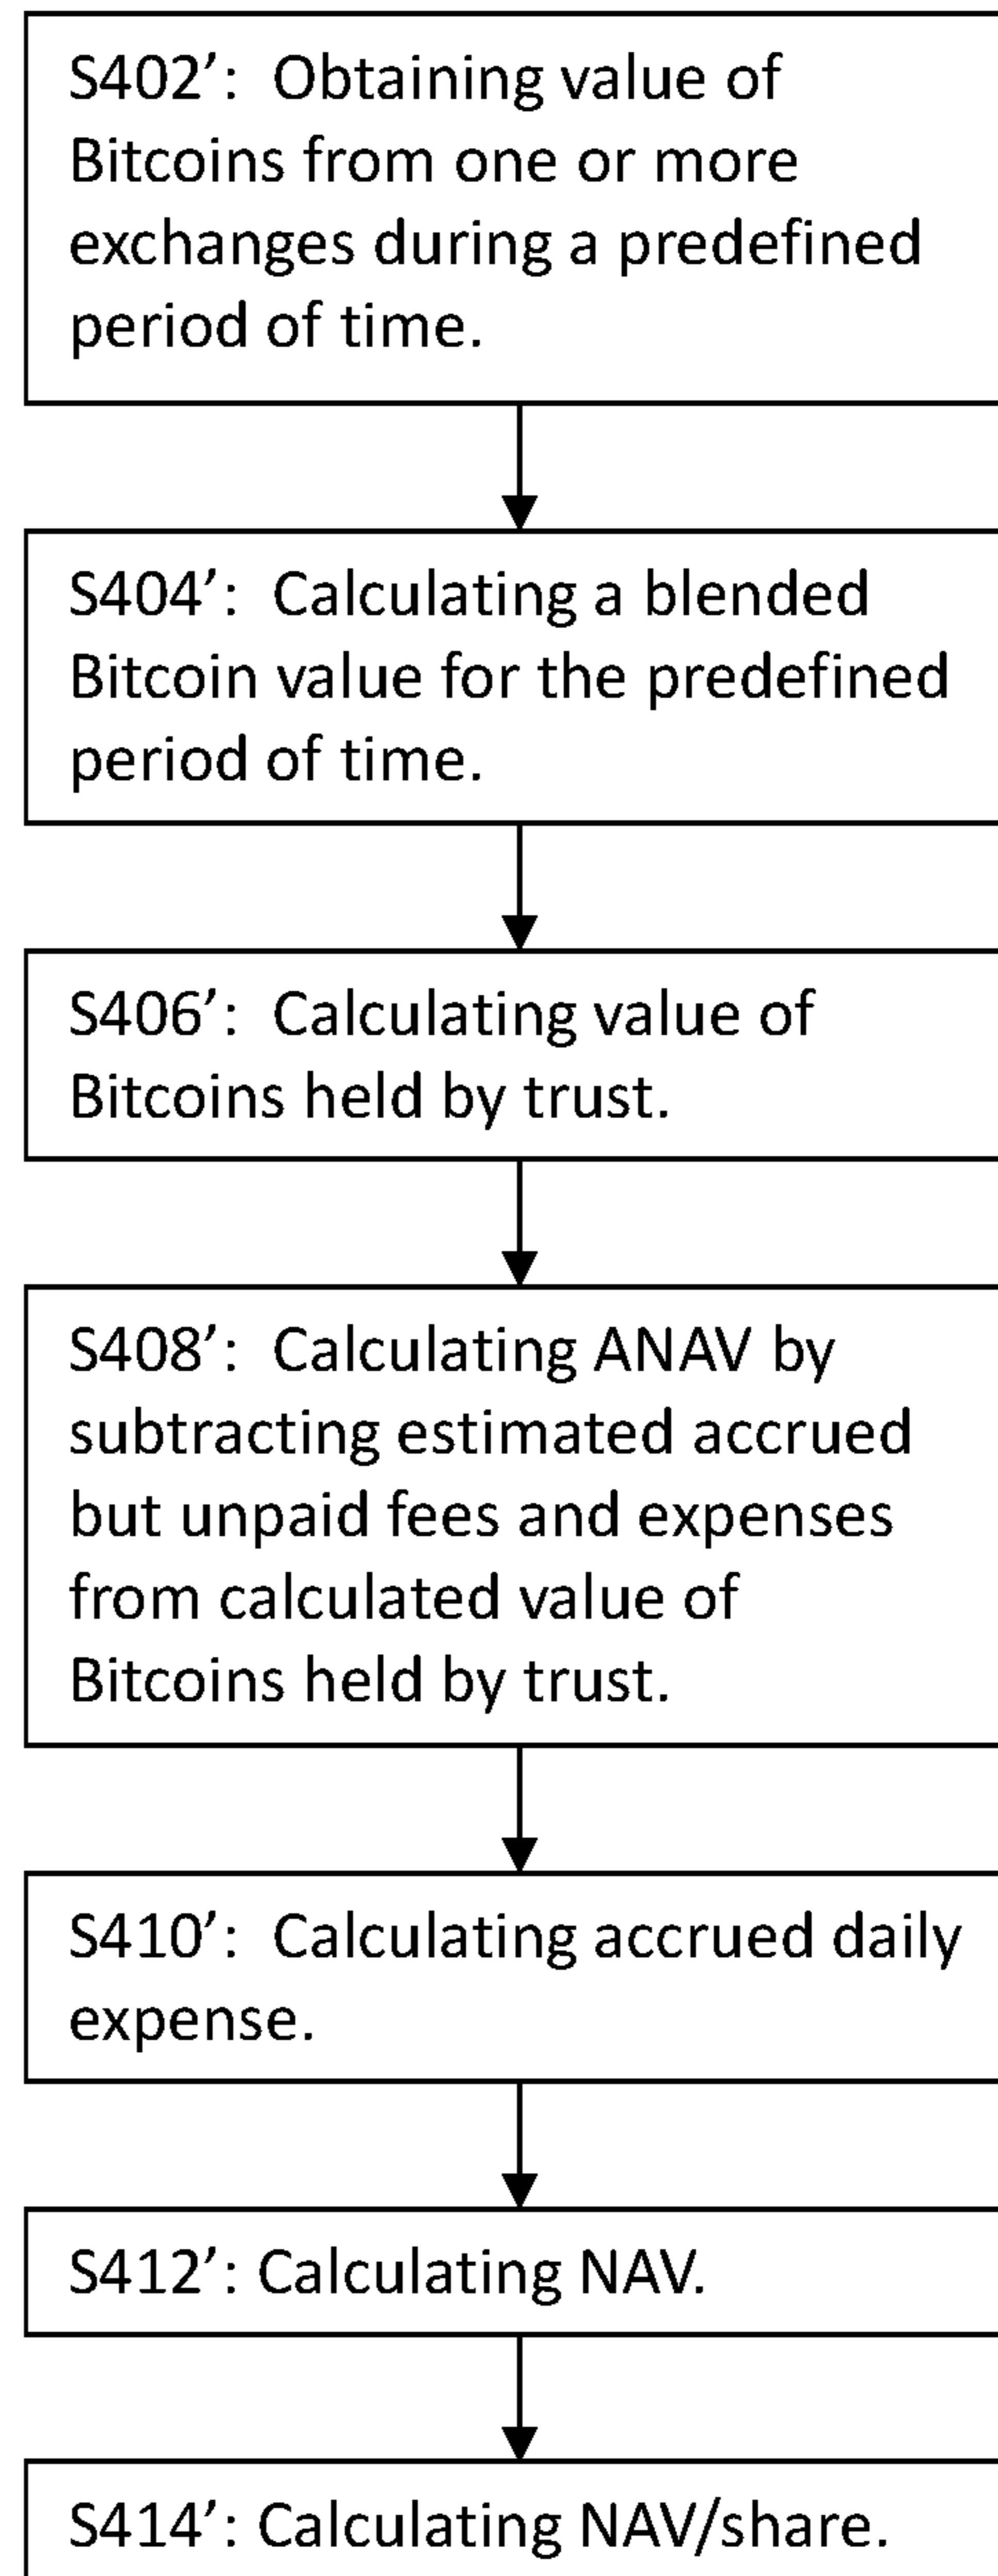 S402’:  Obtaining value of
Bitcoins from one or more
exchanges during a predefined
period of time.
S404’:  Calculating a blended
Bitcoin value for the predefined
period of time.
S406’:  Calculating value of
Bitcoins held by trust.
S408’:  Calculating ANAV by
subtracting estimated accrued
but unpaid fees and expenses
from calculated value of
Bitcoins held by trust.
S410’:  Calculating accrued daily
expense.
S412’: Calculating NAV.
S414’: Calculating NAV/share.